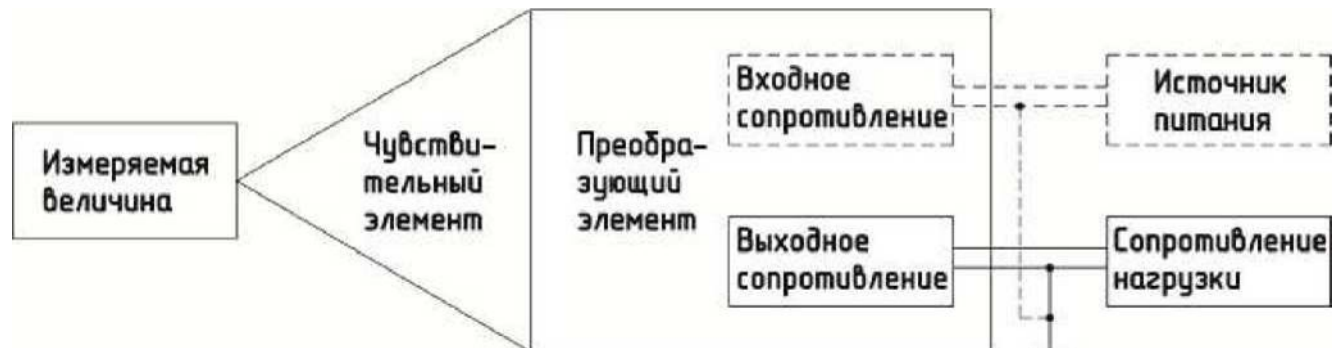 Измеряемая
величина
Чувстви-
тельный
элемент
Преобра-
зующий
элемент
Входное
сопротивление
Источник
питания
Выходное
сопротивление
Сопротивление
нагрузки